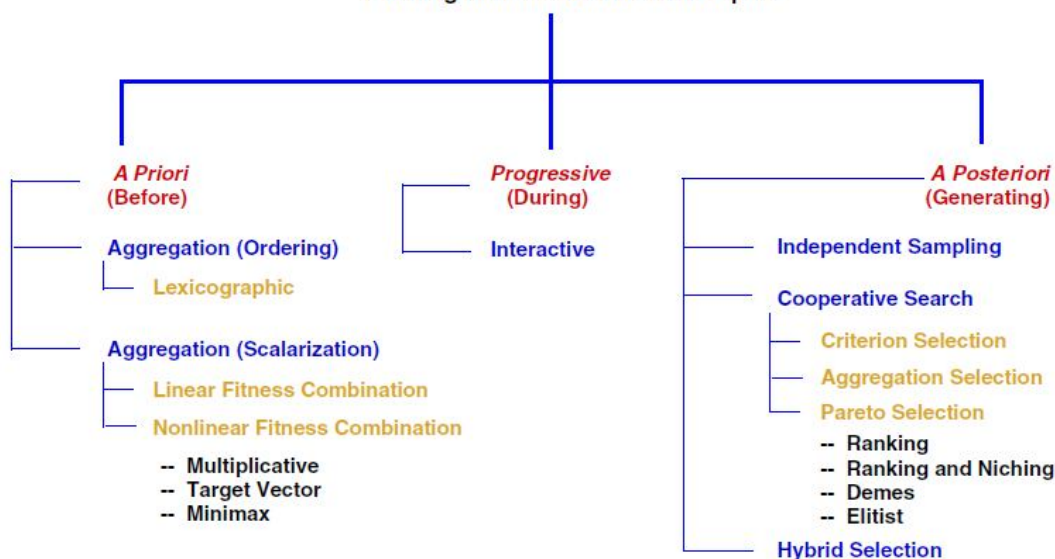 A Priori
(Before)
Aggregation (Ordering)
Lexicographic
Aggregation (Scalarization)
Linear Fitness Combination
Nonlinear Fitness Combination
-- Multiplicative
-- Target Vector
-- Minimax
Progressive
(During)
Interactive
A Posteriori
(Generating)
Independent Sampling
Cooperative Search
Criterion Selection
Aggregation Selection
Pareto Selection
-- Ranking
-- Ranking and Niching
-- Demes
-- Elitist
Hybrid Selection